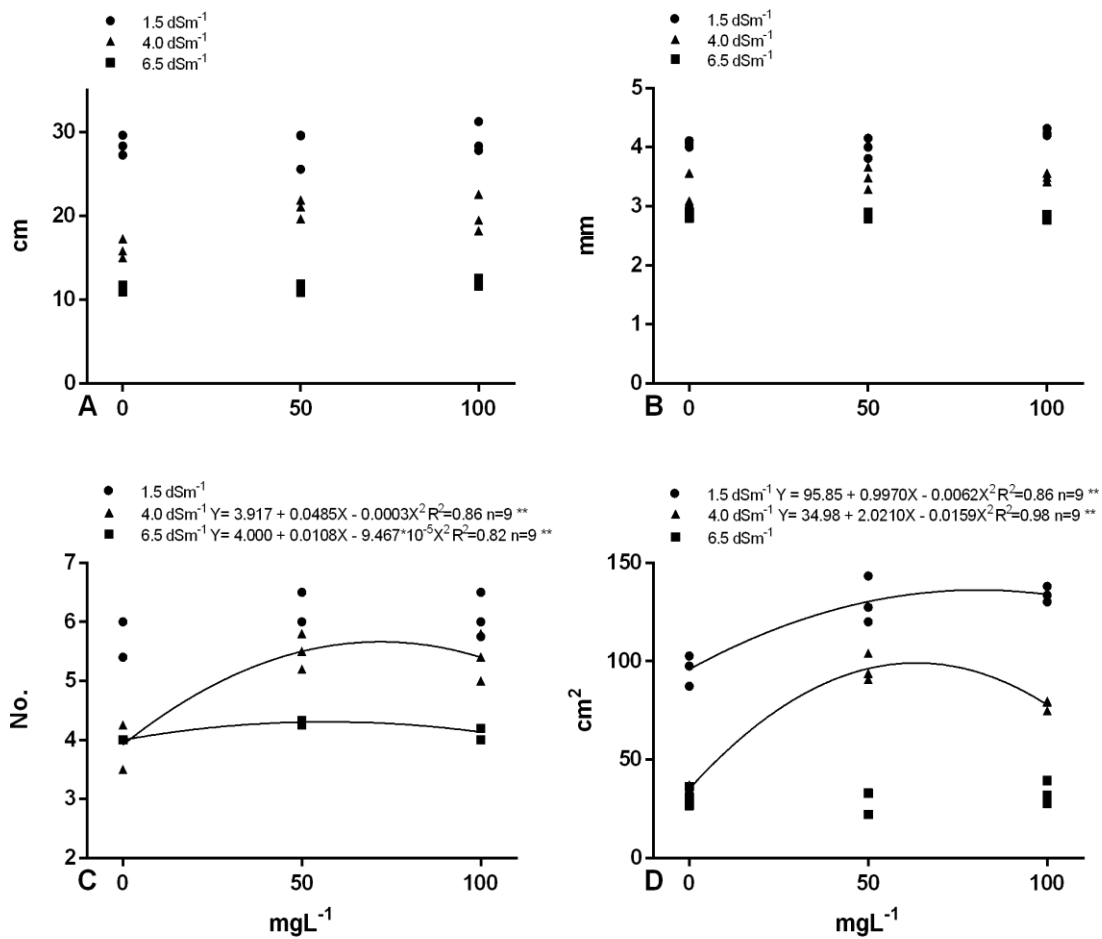 1.5 dSm⁻¹
4.0 dSm⁻¹
6.5 dSm⁻¹
30
20
10
0
cm
A
0 50 100
1.5 dSm⁻¹
4.0 dSm⁻¹
6.5 dSm⁻¹
5
4
3
2
1
0
mm
B
0 50 100
1.5 dSm⁻¹
4.0 dSm⁻¹ Y= 3.917 + 0.0485X - 0.0003X² R²=0.86 n=9 **
6.5 dSm⁻¹ Y= 4.000 + 0.0108X - 9.467*10⁻⁵X² R²=0.82 n=9 **
7
6
5
4
3
2
No.
C
0 50 100
mgL⁻¹
1.5 dSm⁻¹ Y = 95.85 + 0.9970X - 0.0062X² R²=0.86 n=9 **
4.0 dSm⁻¹ Y = 34.98 + 2.0210X - 0.0159X² R²=0.98 n=9 **
6.5 dSm⁻¹
150
100
50
0
cm²
D
0 50 100
mgL⁻¹